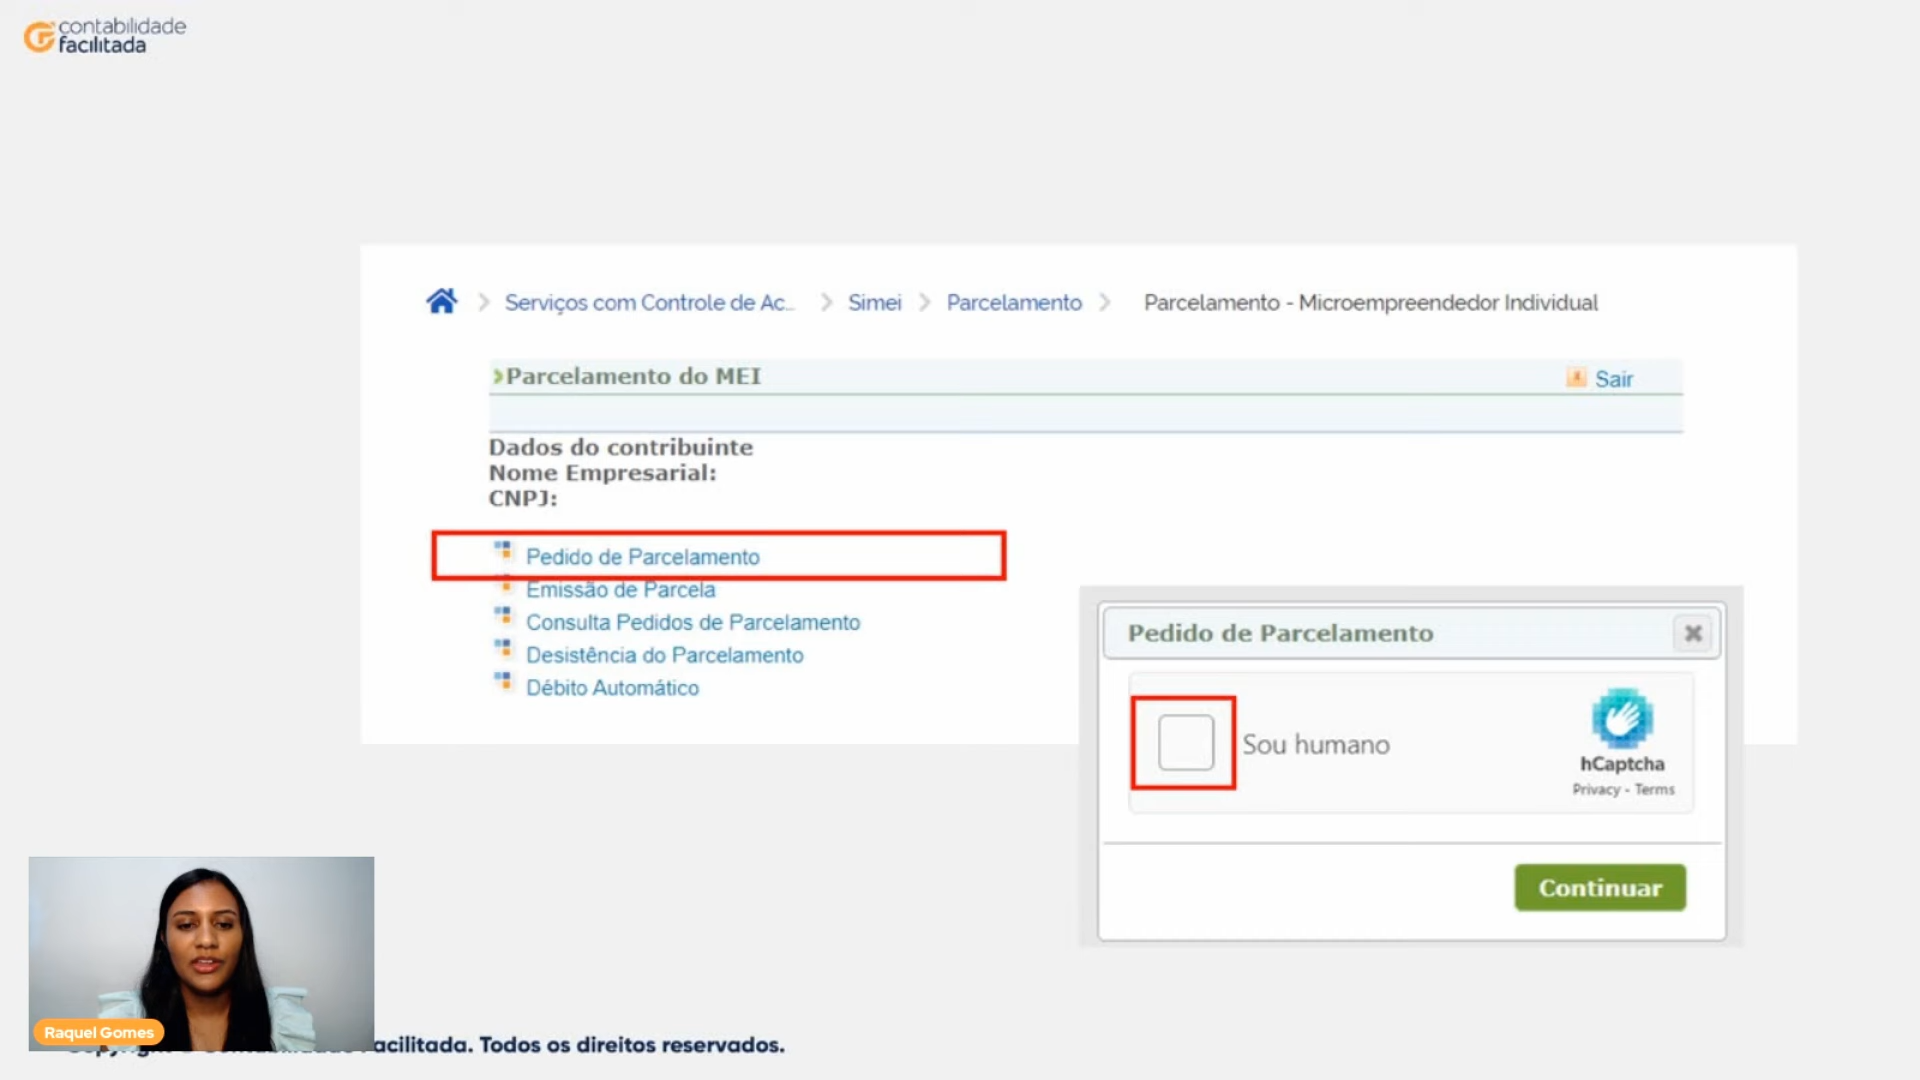 contabilidade
facilitada
Serviços com Controle de Ac... Simei Parcelamento Parcelamento - Microempreendedor Individual
Parcelamento do MEI
Sair
Dados do contribuinte
Nome Empresarial:
CNPJ:
Pedido de Parcelamento
Emissão de Parcela
Consulta Pedidos de Parcelamento
Desistência do Parcelamento
Débito Automático
Pedido de Parcelamento
Sou humano
hCaptcha
Privacy - Terms
Continuar
Raquel Gomes
acilitada. Todos os direitos reservados.